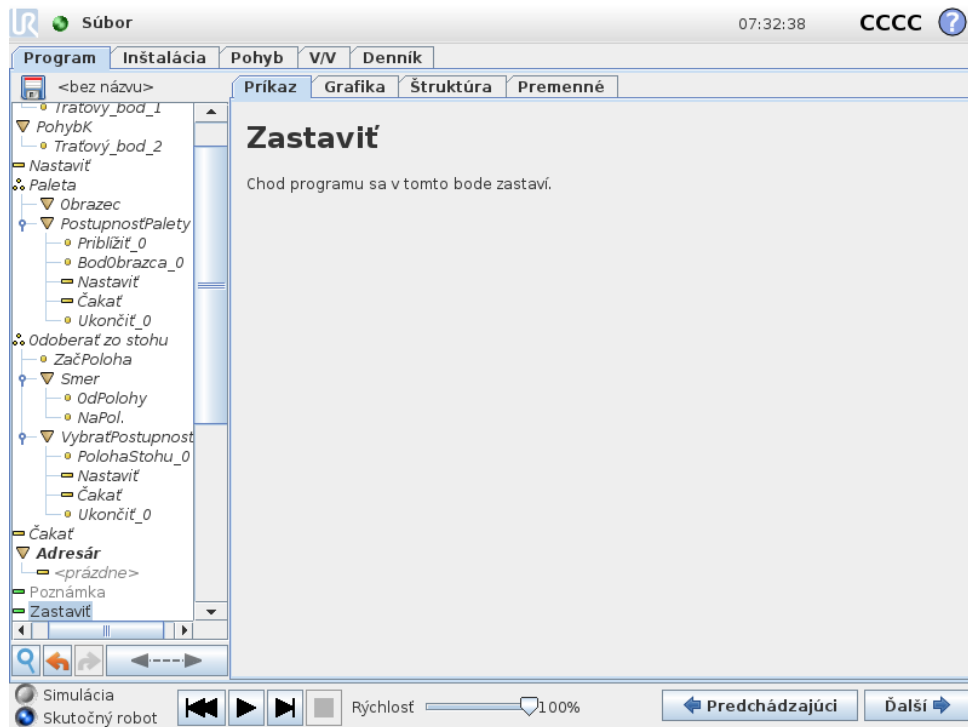 UR Súbor 07:32:38 CCCC ?
Program Inštalácia Pohyb V/V Denník
<bez názvu> Príkaz Grafika Štruktúra Premenné
Traťový_bod_1
PohybK
Traťový_bod_2
Nastaviť
Paleta
Obrazec
PostupnosťPalety
Priblížiť_0
BodObrazca_0
Nastaviť
Čakať
Ukončiť_0
Odoberať zo stohu
ZačPoloha
Smer
OdPolohy
NaPol.
VybraťPostupnost
PolohaStohu_0
Nastaviť
Čakať
Ukončiť_0
Čakať
Adresár
<prázdne>
Poznámka
Zastaviť
Zastaviť
Chod programu sa v tomto bode zastaví.
Simulácia
Skutočný robot
Rýchlosť 100%
Predchádzajúci Ďalší